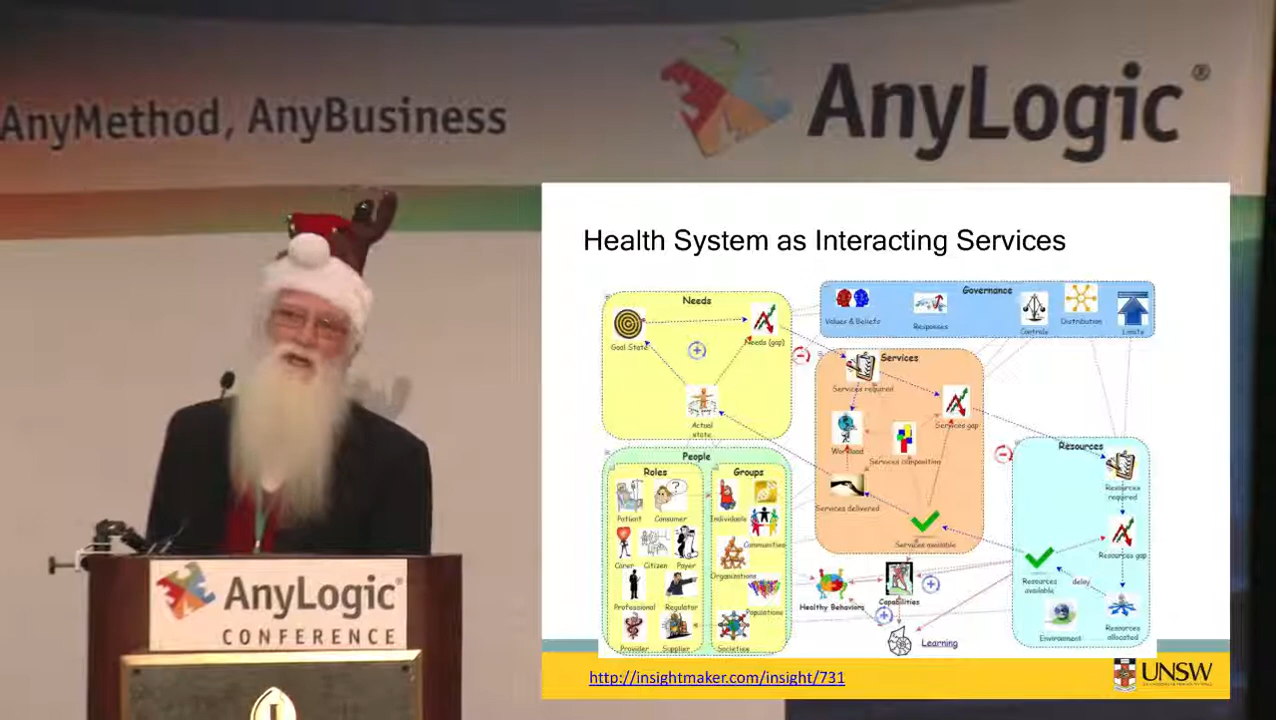 AnyMethod, AnyBusiness
AnyLogic®
Health System as Interacting Services
Needs
Goal State
Needs (gap)
Actual
state
Governance
Values & Beliefs
Responses
Controls
Distribution
Limits
Services
Services required
Services gap
Workload
Services composition
Services delivered
Services available
Resources
Resources
required
Resources gap
Resources
available
delay
Resources
allocated
Environment
People
Roles
Groups
Patient
Consumer
Individuals
Communities
Carer
Citizen
Payer
Organizations
Professional
Regulator
Populations
Provider
Supplier
Societies
Healthy Behaviors
Capabilities
Learning
http://insightmaker.com/insight/731
UNSW
AnyLogic®
CONFERENCE